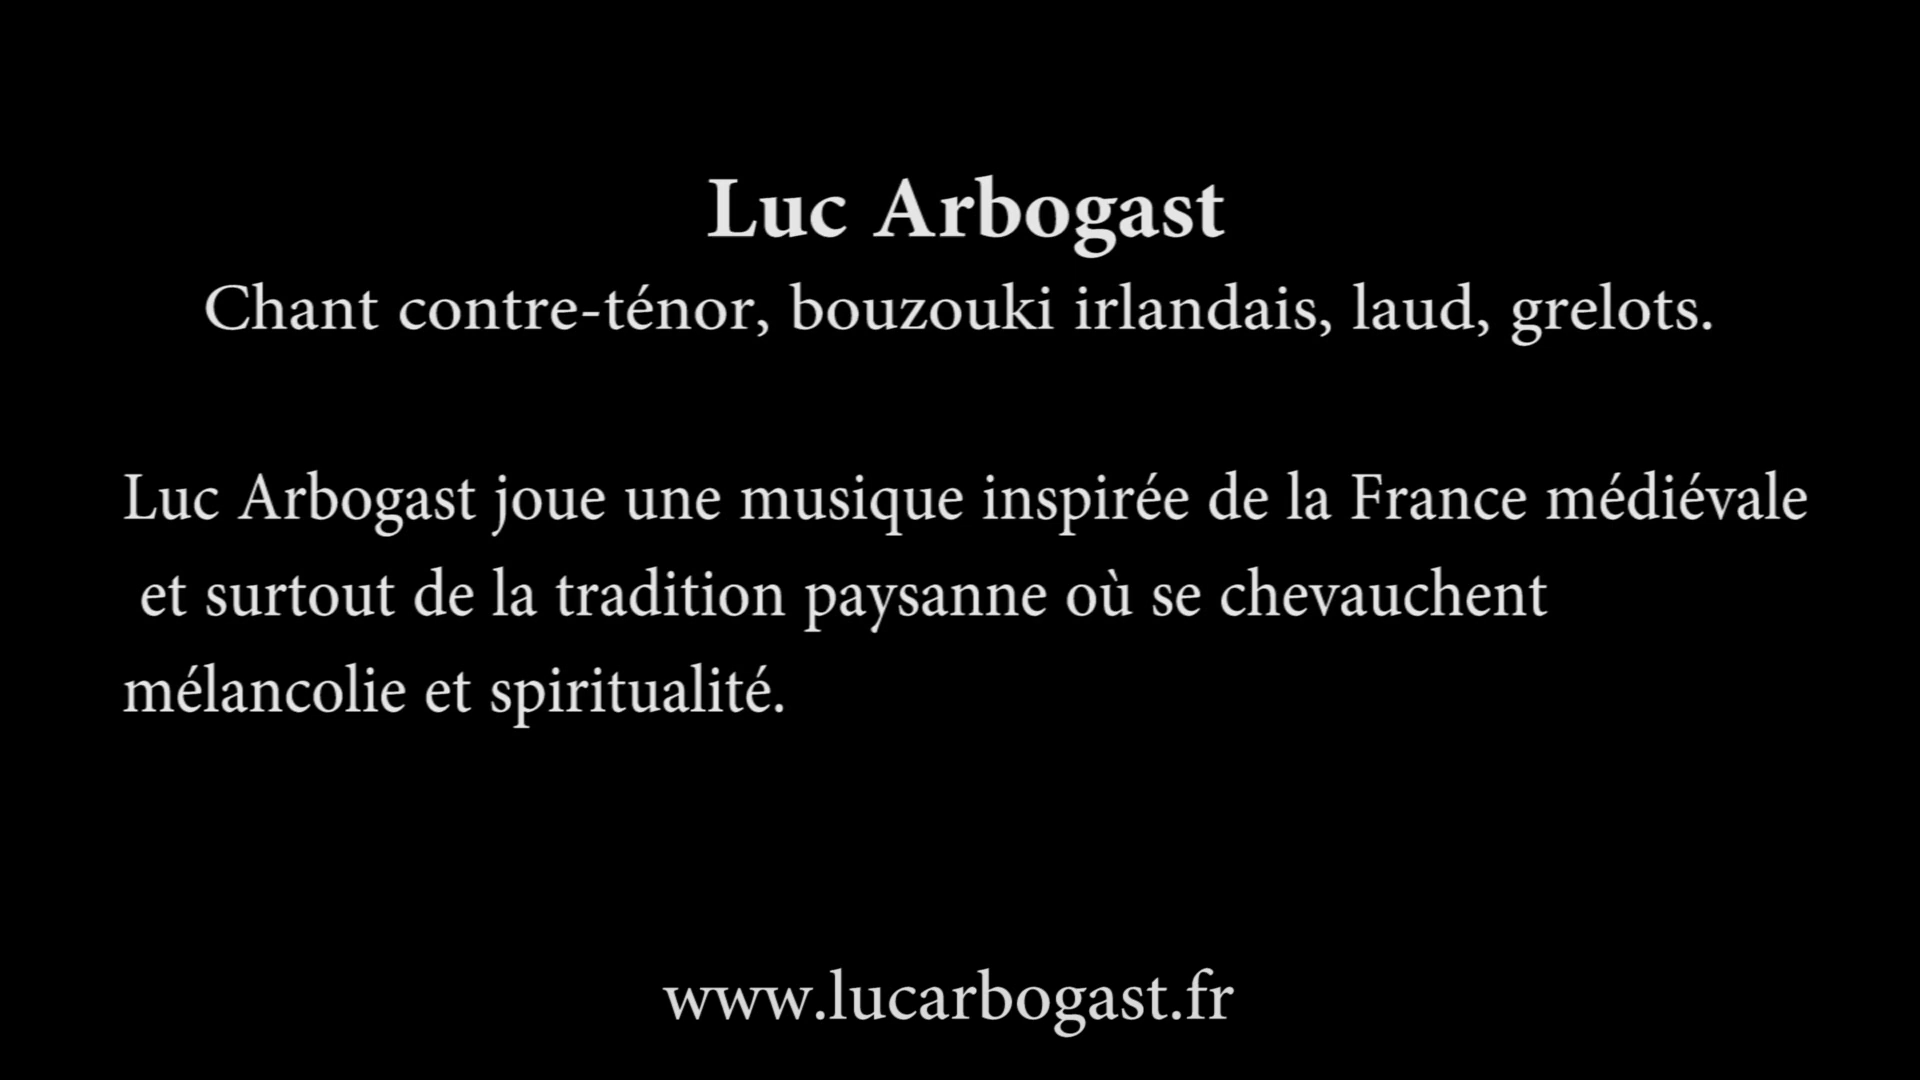 Luc Arbogast
Chant contre-ténor, bouzouki irlandais, laud, grelots.
Luc Arbogast joue une musique inspirée de la France médiévale
et surtout de la tradition paysanne où se chevauchent
mélancolie et spiritualité.
www.lucarbogast.fr